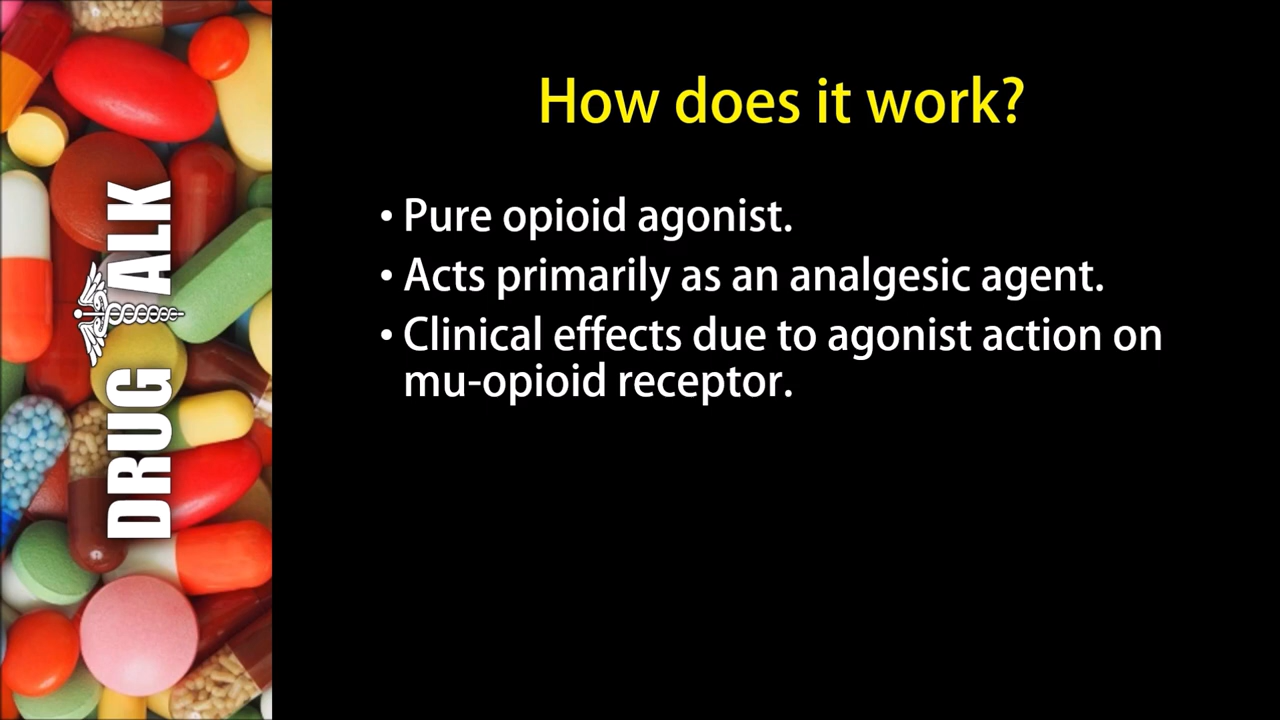 DRUG TALK
How does it work?
• Pure opioid agonist.
• Acts primarily as an analgesic agent.
• Clinical effects due to agonist action on
mu-opioid receptor.